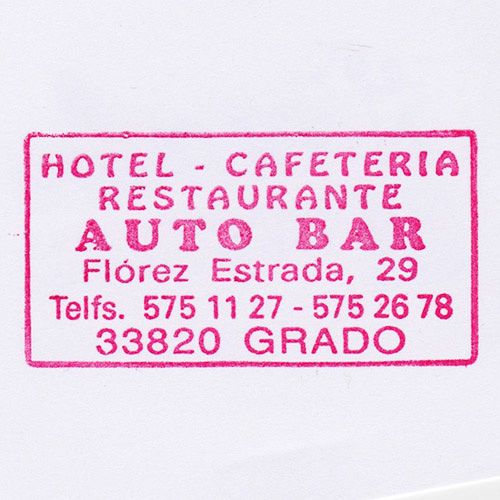 HOTEL - CAFETERIA
RESTAURANTE
AUTO BAR
Flórez Estrada, 29
Telfs. 575 11 27 - 575 26 78
33820 GRADO